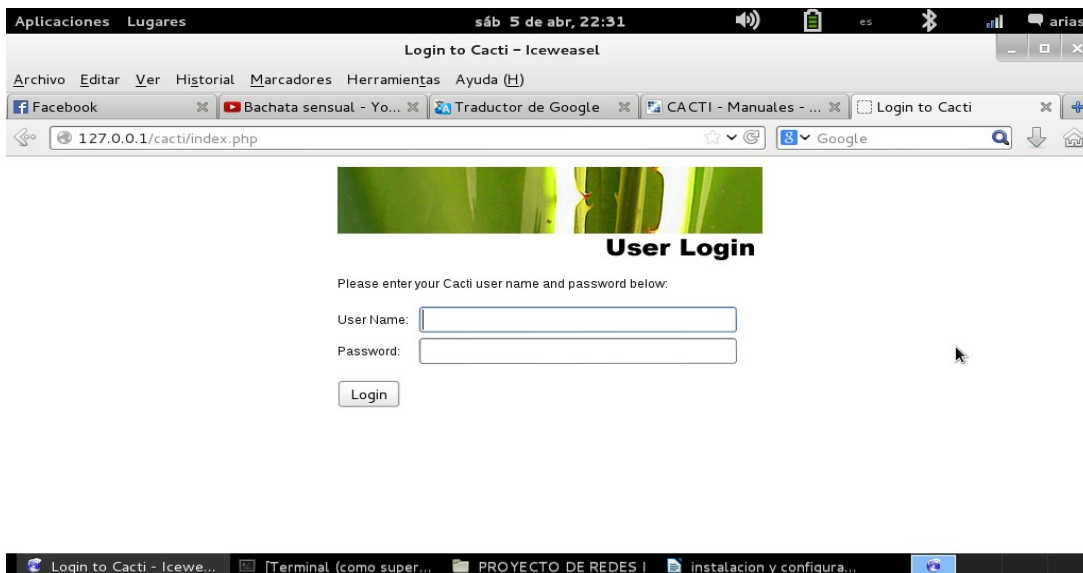 Aplicaciones Lugares sáb 5 de abr, 22:31 es arias
Login to Cacti - Iceweasel
Archivo Editar Ver Historial Marcadores Herramientas Ayuda (H)
Facebook Bachata sensual - Yo... Traductor de Google CACTI - Manuales - ... Login to Cacti
127.0.0.1/cacti/index.php Google
User Login
Please enter your Cacti user name and password below:
User Name:
Password:
Login
Login to Cacti - Icewe... [Terminal (como super... PROYECTO DE REDES I instalacion y configura...